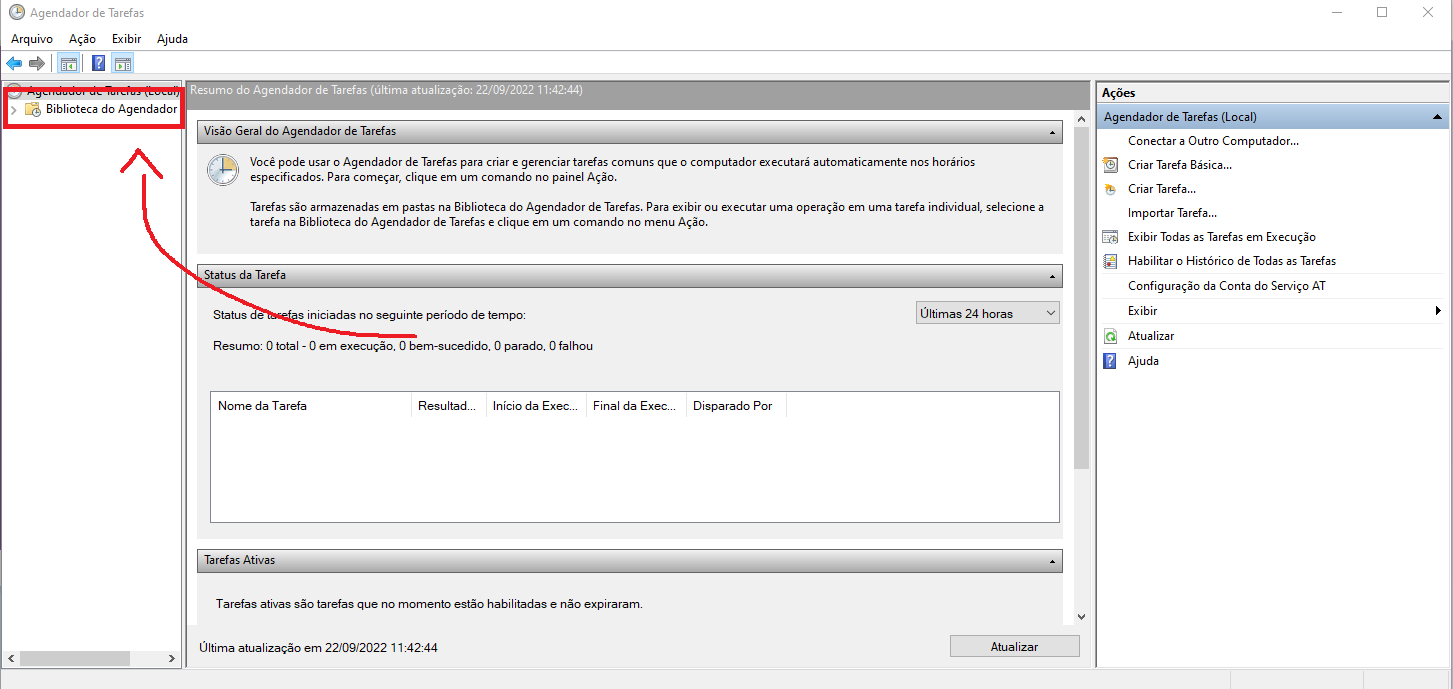 Agendador de Tarefas
Arquivo Ação Exibir Ajuda
Agendador de Tarefas (Local)
Biblioteca do Agendador
Resumo do Agendador de Tarefas (última atualização: 22/09/2022 11:42:44)
Visão Geral do Agendador de Tarefas
Você pode usar o Agendador de Tarefas para criar e gerenciar tarefas comuns que o computador executará automaticamente nos horários
especificados. Para começar, clique em um comando no painel Ação.
Tarefas são armazenadas em pastas na Biblioteca do Agendador de Tarefas. Para exibir ou executar uma operação em uma tarefa individual, selecione a
tarefa na Biblioteca do Agendador de Tarefas e clique em um comando no menu Ação.
Status da Tarefa
Status de tarefas iniciadas no seguinte período de tempo:
Últimas 24 horas
Resumo: 0 total - 0 em execução, 0 bem-sucedido, 0 parado, 0 falhou
Nome da Tarefa Resultad... Início da Exec... Final da Exec... Disparado Por
Tarefas Ativas
Tarefas ativas são tarefas que no momento estão habilitadas e não expiraram.
Última atualização em 22/09/2022 11:42:44
Atualizar
Ações
Agendador de Tarefas (Local)
Conectar a Outro Computador...
Criar Tarefa Básica...
Criar Tarefa...
Importar Tarefa...
Exibir Todas as Tarefas em Execução
Habilitar o Histórico de Todas as Tarefas
Configuração da Conta do Serviço AT
Exibir
Atualizar
Ajuda